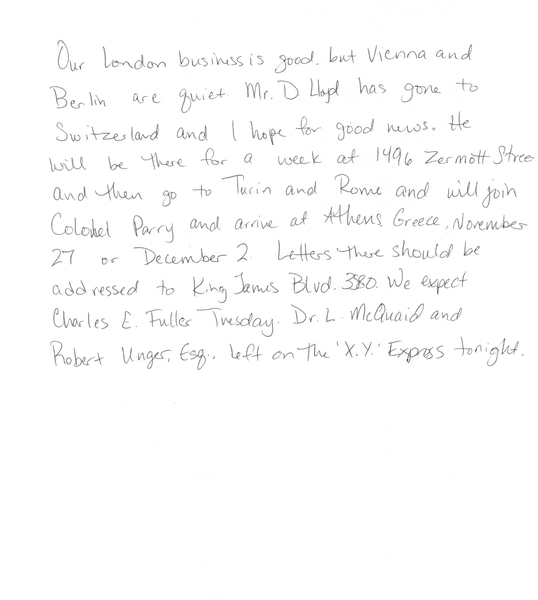 Our London business is good, but Vienna and
Berlin are quiet. Mr. D Lloyd has gone to
Switzerland and I hope for good news. He
will be there for a week at 1496 Zermott Stree
and then go to Turin and Rome and will join
Colonel Parry and arrive at Athens Greece, November
27 or December 2. Letters there should be
addressed to King James Blvd. 3580. We expect
Charles E. Fuller Tuesday. Dr. L. McQuaid and
Robert Unger, Esq., left on the 'X.Y.' Express tonight.